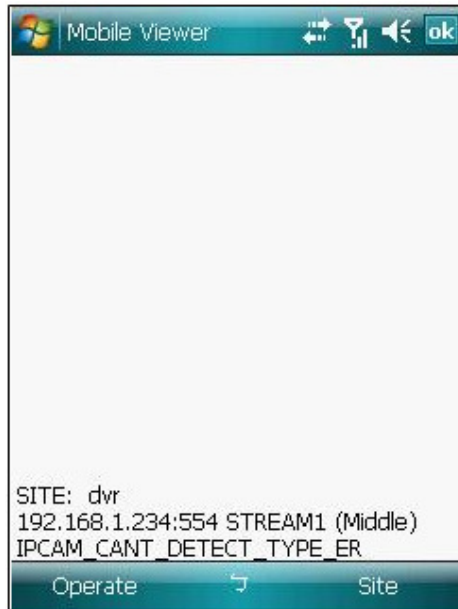 Mobile Viewer ok
SITE: dvr
192.168.1.234:554 STREAM1 (Middle)
IPCAM_CANT_DETECT_TYPE_ER
Operate Site